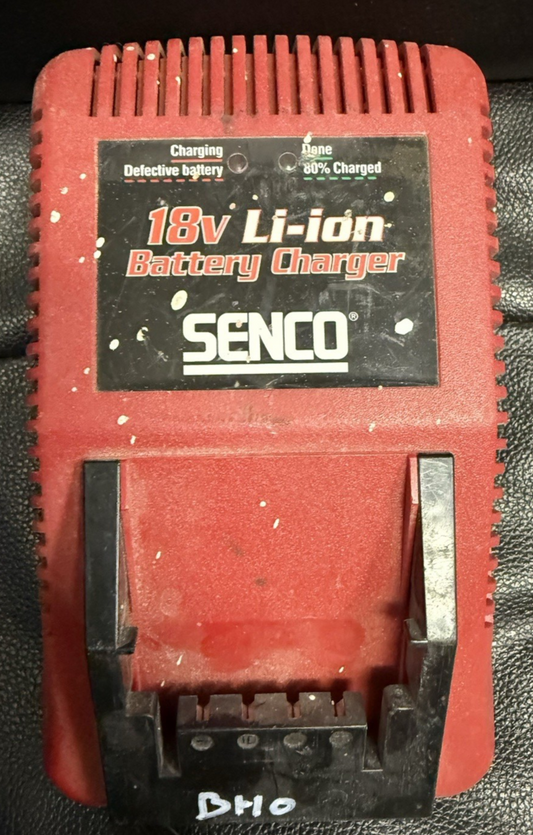 Charging Done
Defective battery 80% Charged
18v Li-ion
Battery Charger
SENCO®
BHO